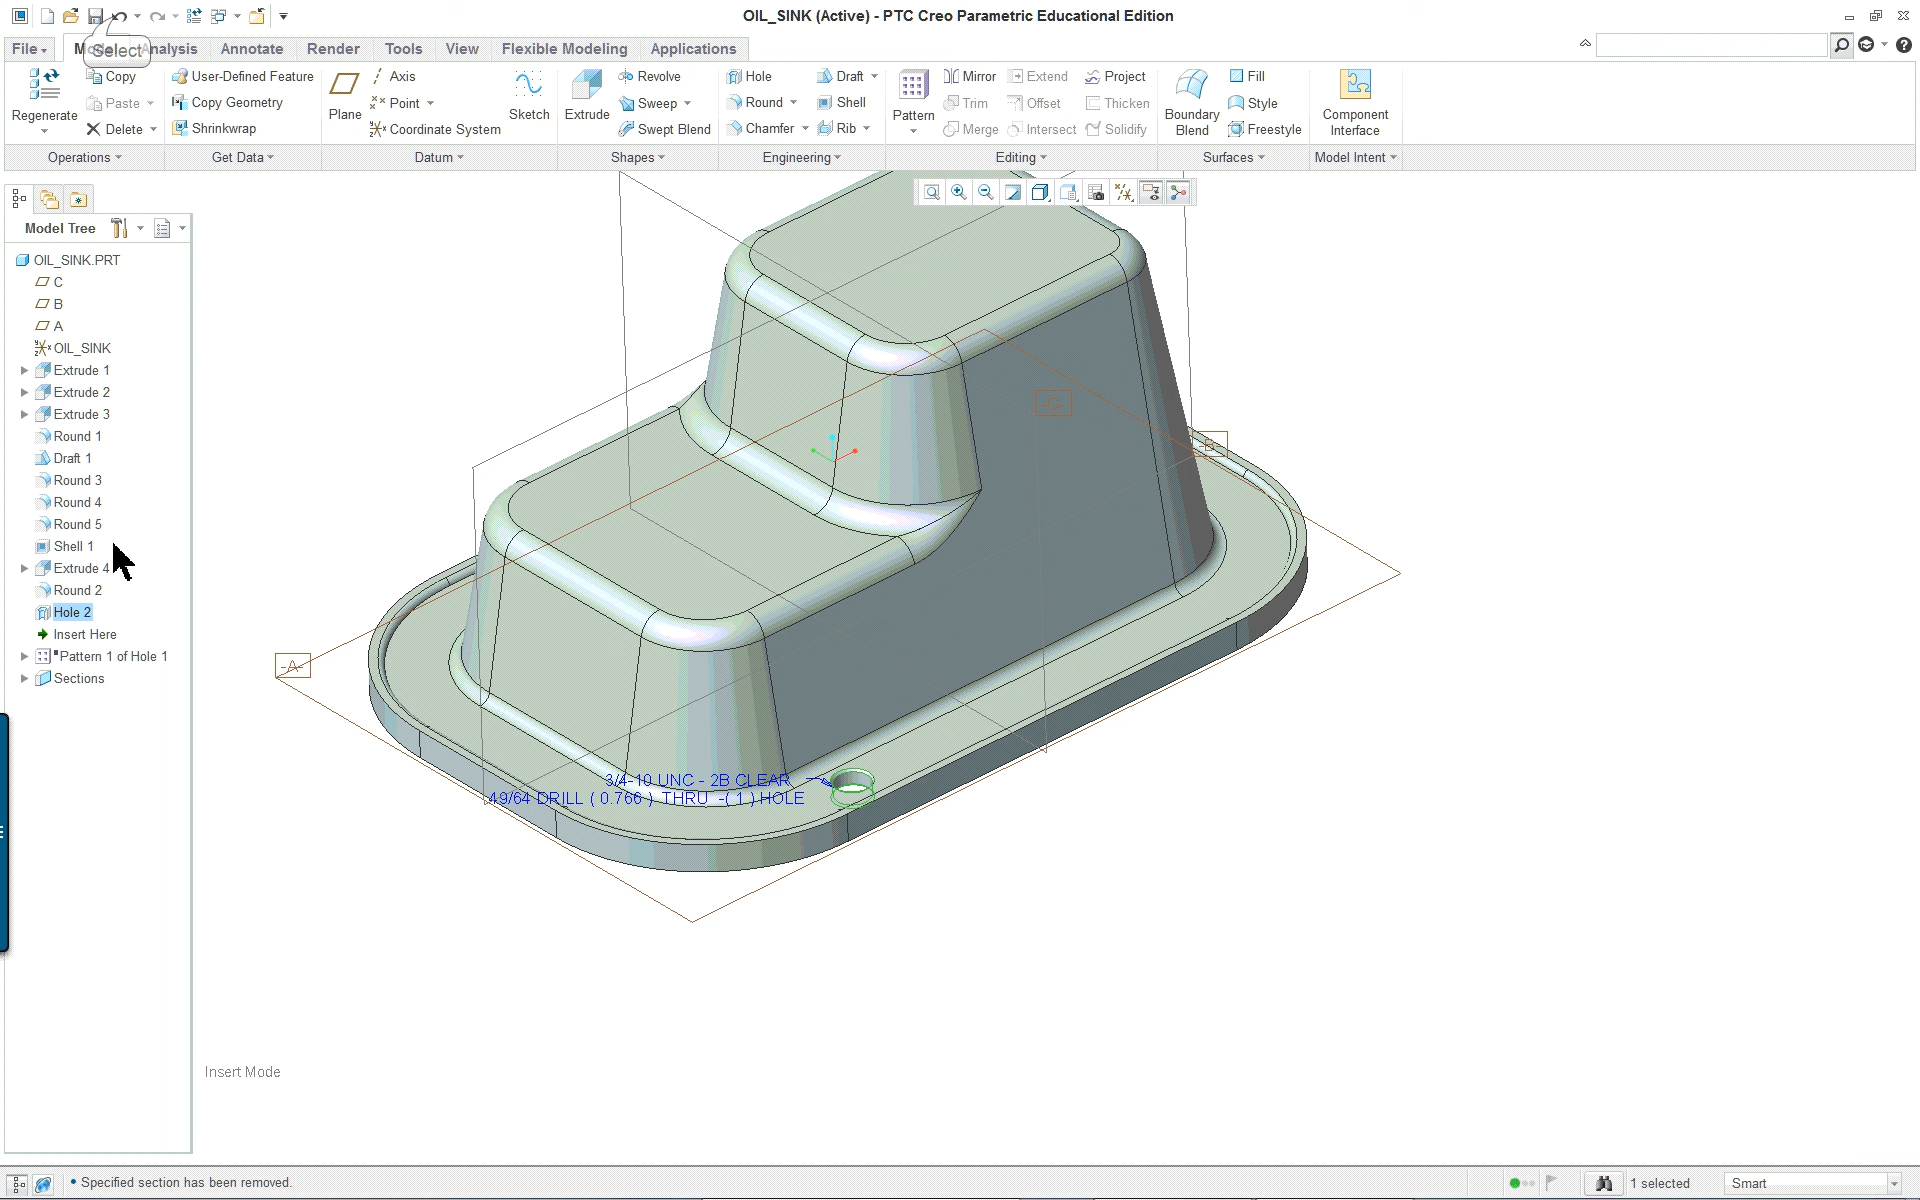 OIL_SINK (Active) - PTC Creo Parametric Educational Edition
File
Select
Analysis
Annotate
Render
Tools
View
Flexible Modeling
Applications
Regenerate
Copy
Paste
Delete
User-Defined Feature
Copy Geometry
Shrinkwrap
Plane
Axis
Point
Coordinate System
Sketch
Extrude
Revolve
Sweep
Swept Blend
Hole
Round
Chamfer
Draft
Shell
Rib
Pattern
Mirror
Trim
Merge
Extend
Offset
Intersect
Project
Thicken
Solidify
Boundary
Blend
Fill
Style
Freestyle
Component
Interface
Operations
Get Data
Datum
Shapes
Engineering
Editing
Surfaces
Model Intent
Model Tree
OIL_SINK.PRT
C
B
A
OIL_SINK
Extrude 1
Extrude 2
Extrude 3
Round 1
Draft 1
Round 3
Round 4
Round 5
Shell 1
Extrude 4
Round 2
Hole 2
Insert Here
Pattern 1 of Hole 1
Sections
-C-
-B-
-A-
3/4-10 UNC - 2B CLEAR
49/64 DRILL ( 0.766 ) THRU -( 1 ) HOLE
Insert Mode
• Specified section has been removed.
1 selected
Smart